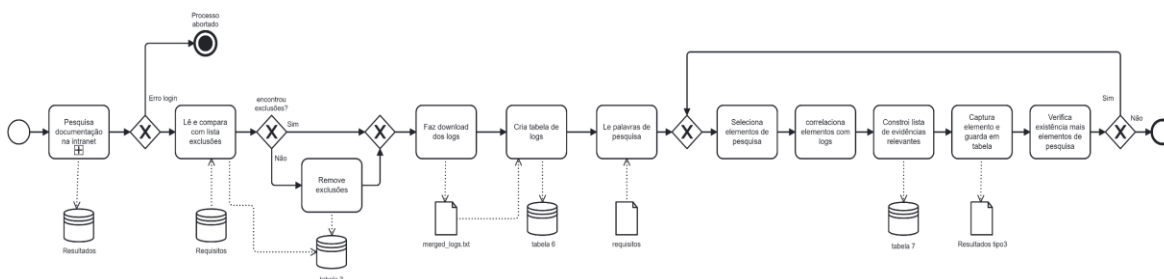 Processo
abortado
Erro login
Pesquisa
documentação
na intranet
Lê e compara
com lista
exclusões
encontrou
exclusões?
Sim
Não
Remove
exclusões
Faz download
dos logs
Cria tabela de
logs
Le palavras de
pesquisa
Seleciona
elementos de
pesquisa
correlaciona
elementos com
logs
Constroi lista
de evidências
relevantes
Captura
elemento e
guarda em
tabela
Verifica
existência mais
elementos de
pesquisa
Sim
Não
Resultados
Requisitos
merged_logs.txt
tabela 6
requisitos
tabela 7
Resultados tipo3